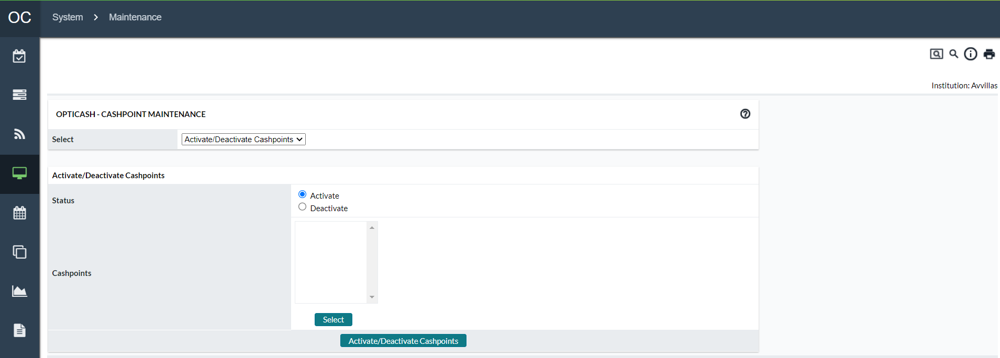 OC System Maintenance
Institution: Avvillas
OPTICASH - CASHPOINT MAINTENANCE
Select Activate/Deactivate Cashpoints
Activate/Deactivate Cashpoints
Status
Activate
Deactivate
Cashpoints
Select
Activate/Deactivate Cashpoints